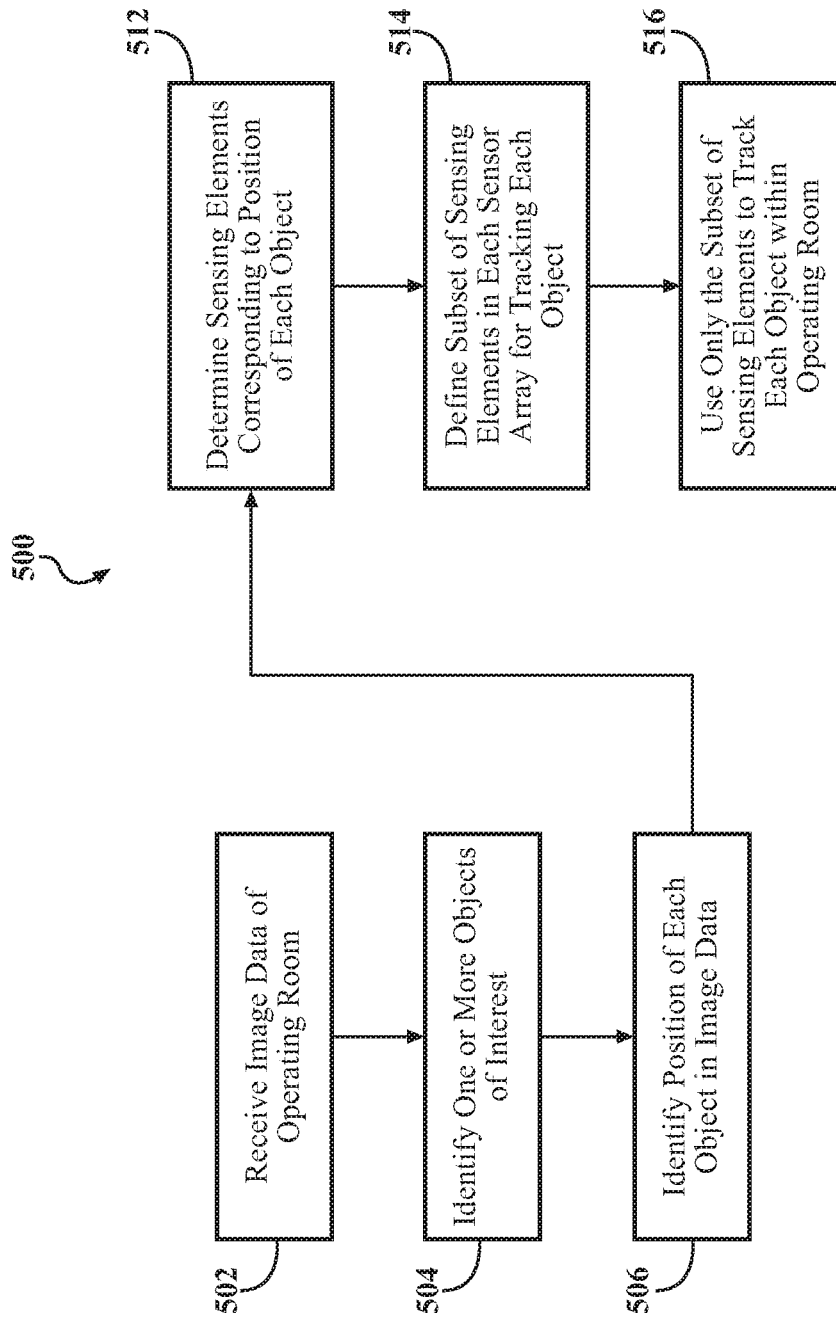 500
502
Receive Image Data of
Operating Room
504
Identify One or More Objects
of Interest
506
Identify Position of Each
Object in Image Data
512
Determine Sensing Elements
Corresponding to Position
of Each Object
514
Define Subset of Sensing
Elements in Each Sensor
Array for Tracking Each
Object
516
Use Only the Subset of
Sensing Elements to Track
Each Object within
Operating Room